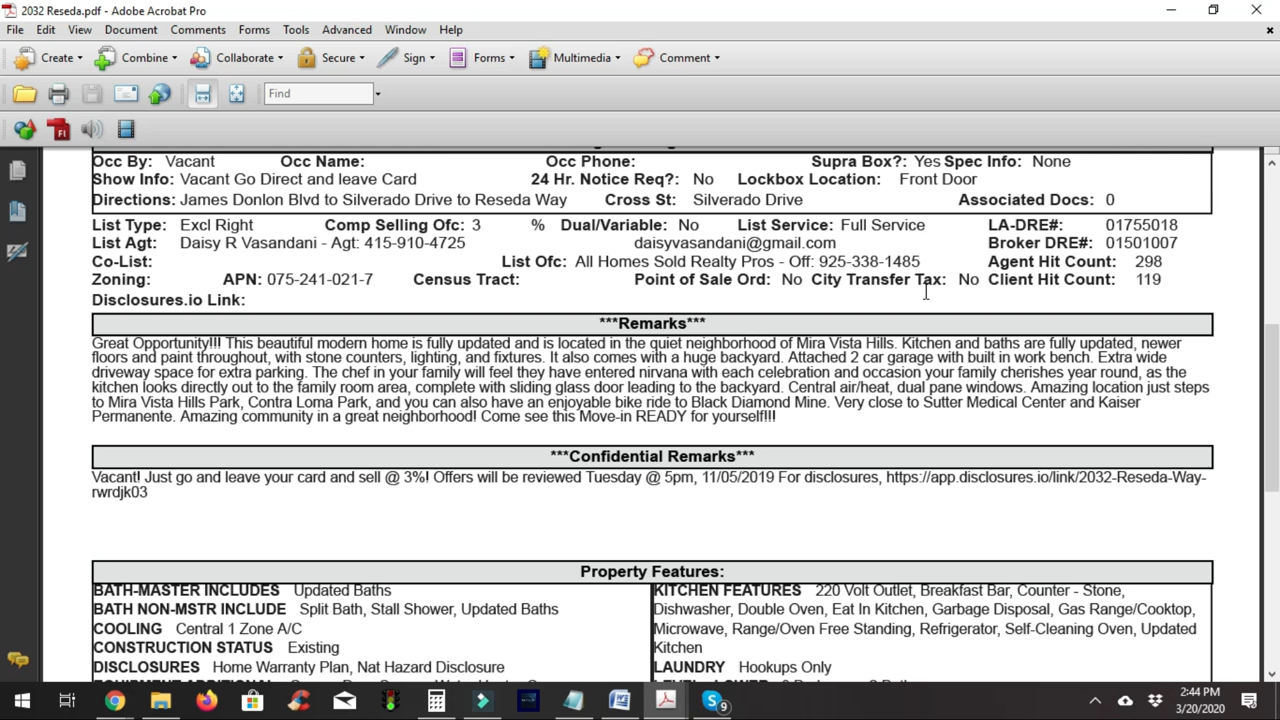 2032 Reseda.pdf - Adobe Acrobat Pro
File Edit View Document Comments Forms Tools Advanced Window Help
Create Combine Collaborate Secure Sign Forms Multimedia Comment
Find
Occ By: Vacant Occ Name: Occ Phone: Supra Box?: Yes Spec Info: None
Show Info: Vacant Go Direct and leave Card 24 Hr. Notice Req?: No Lockbox Location: Front Door
Directions: James Donlon Blvd to Silverado Drive to Reseda Way Cross St: Silverado Drive Associated Docs: 0
List Type: Excl Right Comp Selling Ofc: 3 % Dual/Variable: No List Service: Full Service LA-DRE#: 01755018
List Agt: Daisy R Vasandani - Agt: 415-910-4725 daisyvasandani@gmail.com Broker DRE#: 01501007
Co-List: List Ofc: All Homes Sold Realty Pros - Off: 925-338-1485 Agent Hit Count: 298
Zoning: APN: 075-241-021-7 Census Tract: Point of Sale Ord: No City Transfer Tax: No Client Hit Count: 119
Disclosures.io Link:
***Remarks***
Great Opportunity!!! This beautiful modern home is fully updated and is located in the quiet neighborhood of Mira Vista Hills. Kitchen and baths are fully updated, newer
floors and paint throughout, with stone counters, lighting, and fixtures. It also comes with a huge backyard. Attached 2 car garage with built in work bench. Extra wide
driveway space for extra parking. The chef in your family will feel they have entered nirvana with each celebration and occasion your family cherishes year round, as the
kitchen looks directly out to the family room area, complete with sliding glass door leading to the backyard. Central air/heat, dual pane windows. Amazing location just steps
to Mira Vista Hills Park, Contra Loma Park, and you can also have an enjoyable bike ride to Black Diamond Mine. Very close to Sutter Medical Center and Kaiser
Permanente. Amazing community in a great neighborhood! Come see this Move-in READY for yourself!!!
***Confidential Remarks***
Vacant! Just go and leave your card and sell @ 3%! Offers will be reviewed Tuesday @ 5pm, 11/05/2019 For disclosures, https://app.disclosures.io/link/2032-Reseda-Way-
rwrdjk03
Property Features:
BATH-MASTER INCLUDES Updated Baths
BATH NON-MSTR INCLUDE Split Bath, Stall Shower, Updated Baths
COOLING Central 1 Zone A/C
CONSTRUCTION STATUS Existing
DISCLOSURES Home Warranty Plan, Nat Hazard Disclosure
KITCHEN FEATURES 220 Volt Outlet, Breakfast Bar, Counter - Stone,
Dishwasher, Double Oven, Eat In Kitchen, Garbage Disposal, Gas Range/Cooktop,
Microwave, Range/Oven Free Standing, Refrigerator, Self-Cleaning Oven, Updated
Kitchen
LAUNDRY Hookups Only
9
2:44 PM
3/20/2020